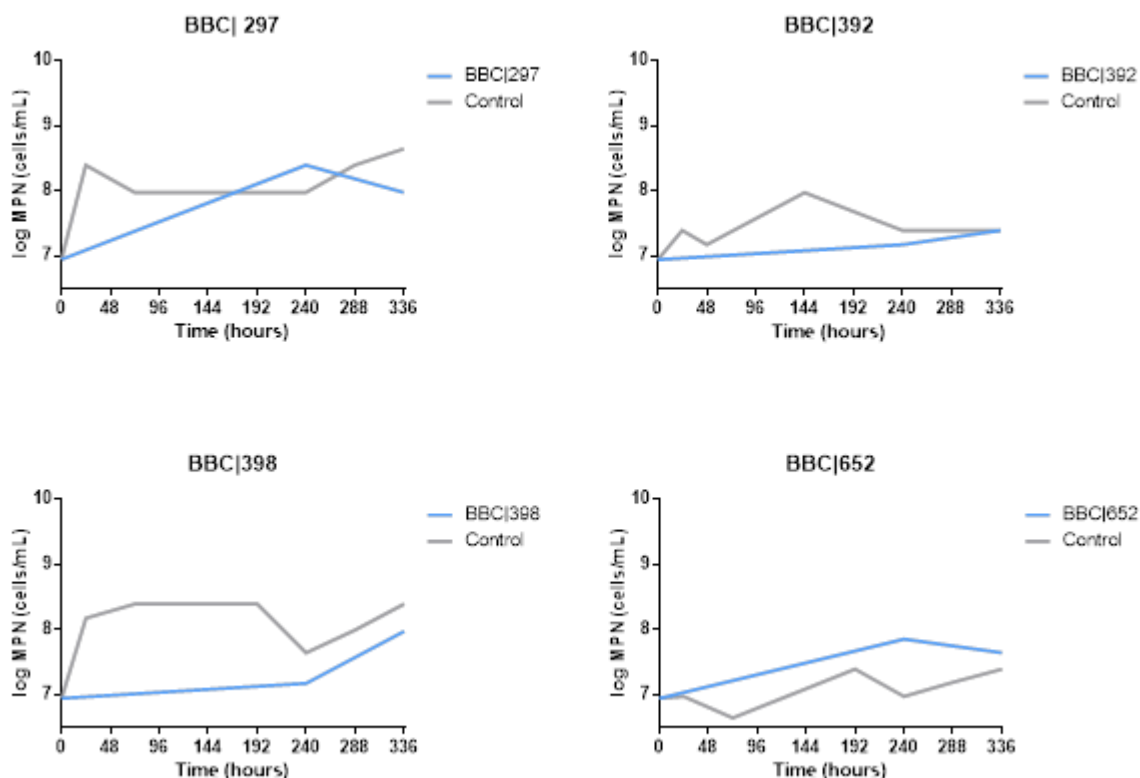 BBC| 297
10
9
8
7
log MPN (cells/mL)
0 48 96 144 192 240 288 336
Time (hours)
BBC|297
Control
BBC|392
10
9
8
7
log MPN (cells/mL)
0 48 96 144 192 240 288 336
Time (hours)
BBC|392
Control
BBC|398
10
9
8
7
log MPN (cells/mL)
0 48 96 144 192 240 288 336
Time (hours)
BBC|398
Control
BBC|652
10
9
8
7
log MPN (cells/mL)
0 48 96 144 192 240 288 336
Time (hours)
BBC|652
Control